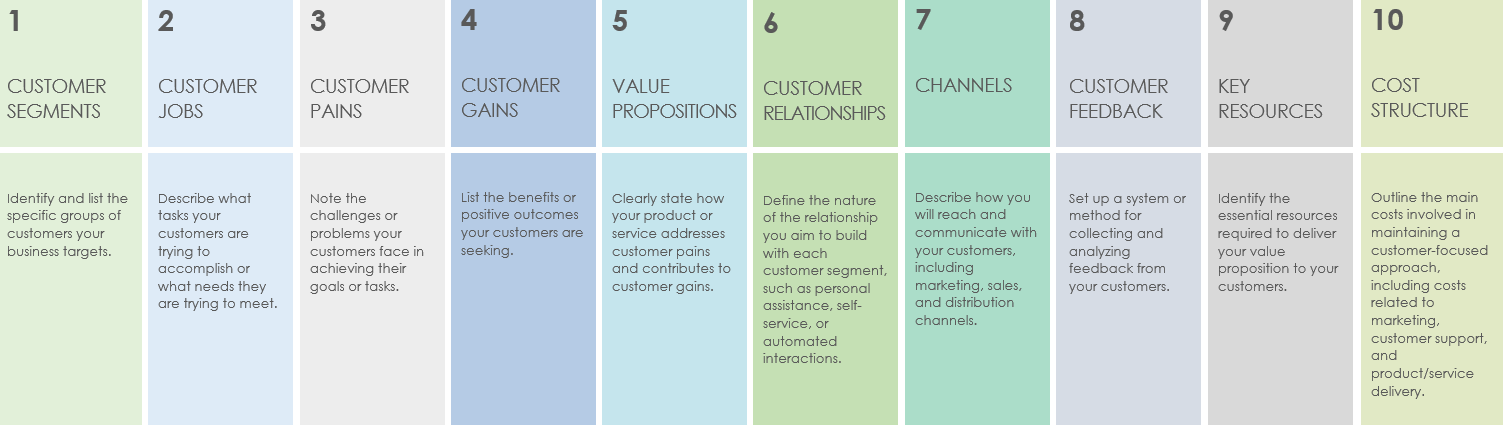 1
CUSTOMER
SEGMENTS
Identify and list the
specific groups of
customers your
business targets.
2
CUSTOMER
JOBS
Describe what
tasks your
customers are
trying to
accomplish or
what needs they
are trying to meet.
3
CUSTOMER
PAINS
Note the
challenges or
problems your
customers face in
achieving their
goals or tasks.
4
CUSTOMER
GAINS
List the benefits or
positive outcomes
your customers are
seeking.
5
VALUE
PROPOSITIONS
Clearly state how
your product or
service addresses
customer pains
and contributes to
customer gains.
6
CUSTOMER
RELATIONSHIPS
Define the nature
of the relationship
you aim to build
with each
customer segment,
such as personal
assistance, self-
service, or
automated
interactions.
7
CHANNELS
Describe how you
will reach and
communicate with
your customers,
including
marketing, sales,
and distribution
channels.
8
CUSTOMER
FEEDBACK
Set up a system or
method for
collecting and
analyzing
feedback from
your customers.
9
KEY
RESOURCES
Identify the
essential resources
required to deliver
your value
proposition to your
customers.
10
COST
STRUCTURE
Outline the main
costs involved in
maintaining a
customer-focused
approach,
including costs
related to
marketing,
customer support,
and
product/service
delivery.